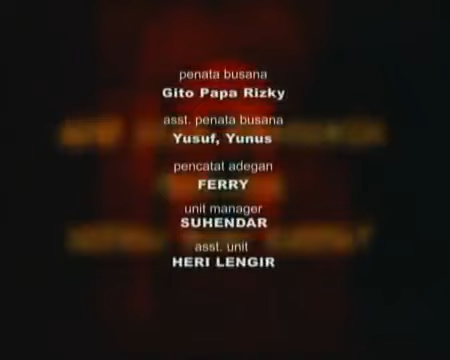 penata busana
Gito Papa Rizky
asst. penata busana
Yusuf, Yunus
pencatat adegan
FERRY
unit manager
SUHENDAR
asst. unit
HERI LENGIR